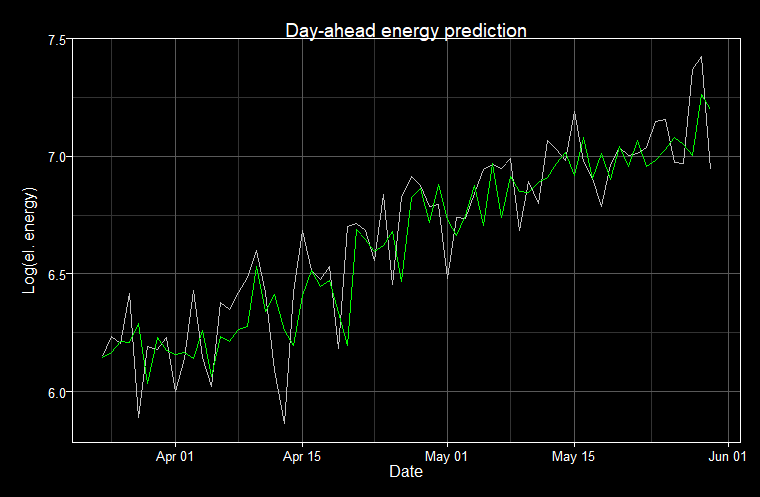 Day-ahead energy prediction
Log(el. energy)
7.5
7.0
6.5
6.0
Apr 01 Apr 15 May 01 May 15 Jun 01
Date